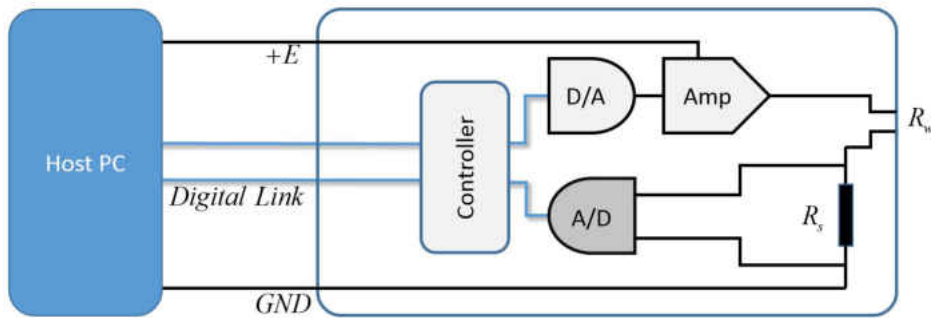 +E
D/A
Amp
R_w
Host PC
Controller
Digital Link
A/D
R_s
GND